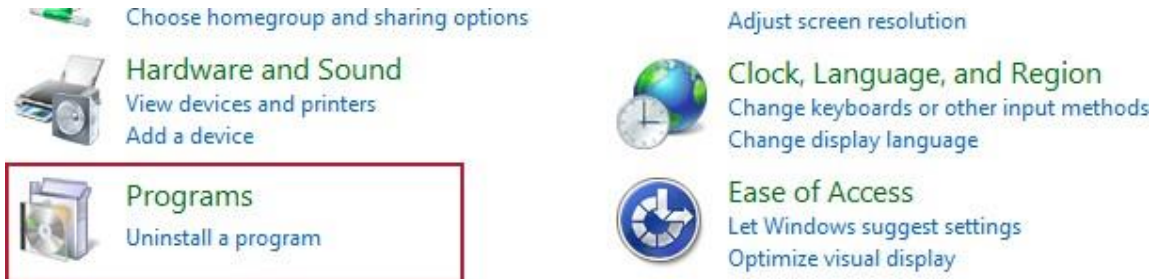 Choose homegroup and sharing options
Hardware and Sound
View devices and printers
Add a device
Programs
Uninstall a program
Adjust screen resolution
Clock, Language, and Region
Change keyboards or other input methods
Change display language
Ease of Access
Let Windows suggest settings
Optimize visual display